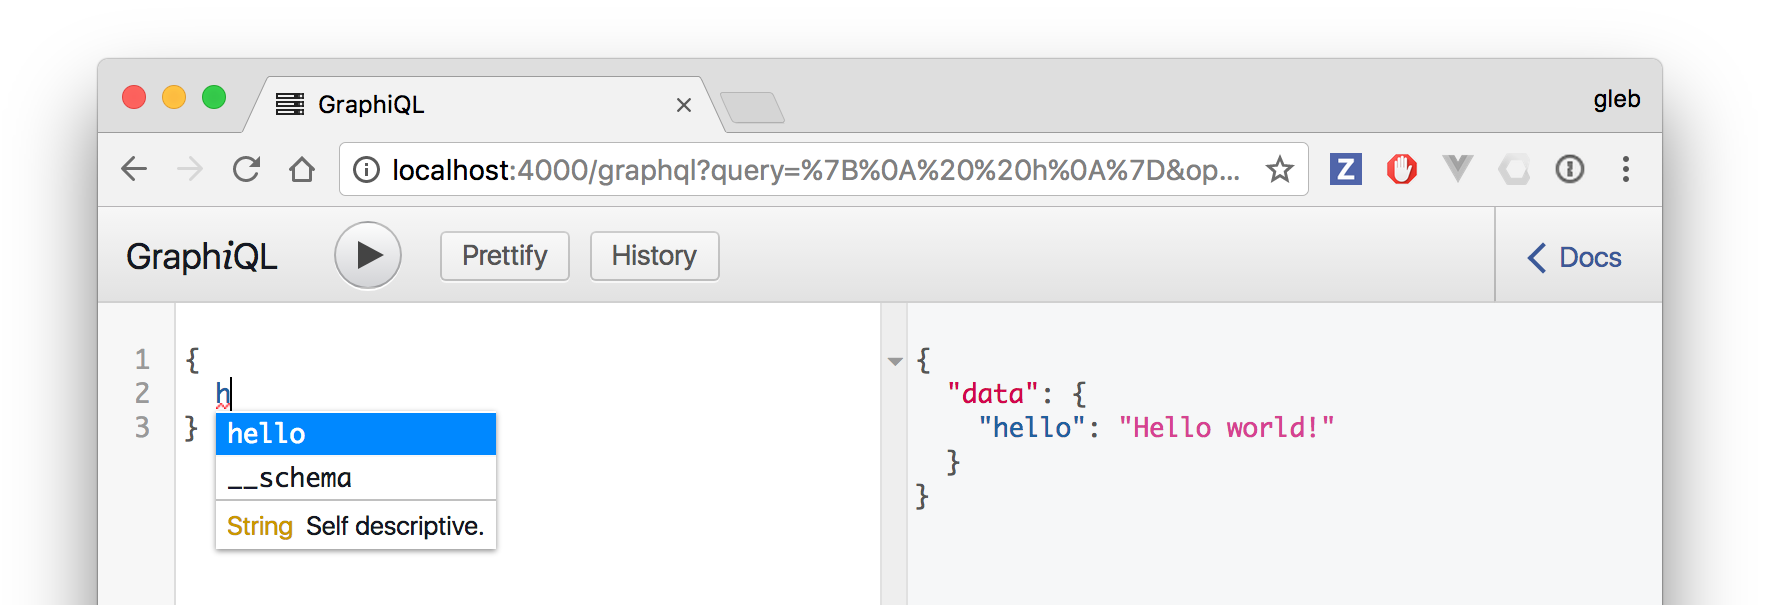 GraphiQL
gleb
localhost:4000/graphql?query=%7B%0A%20%20h%0A%7D&op...
Z
GraphiQL
Prettify
History
Docs
1 {
2 h
3 }
hello
__schema
String Self descriptive.
{
"data": {
"hello": "Hello world!"
}
}